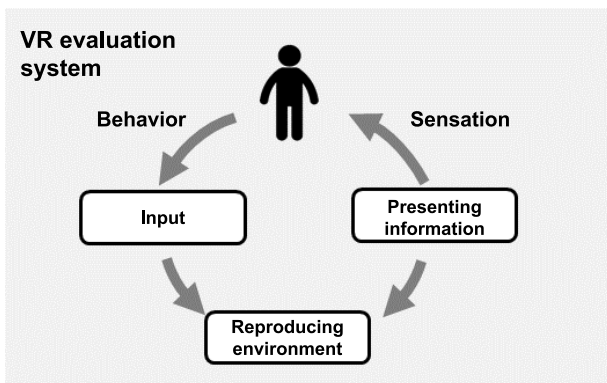 VR evaluation
system
Behavior
Sensation
Input
Presenting
information
Reproducing
environment